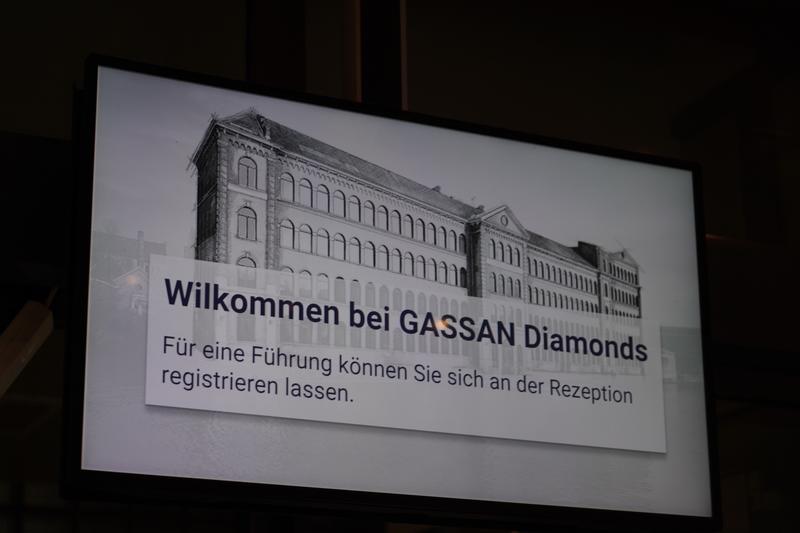 Wilkommen bei GASSAN Diamonds
Für eine Führung können Sie sich an der Rezeption
registrieren lassen.